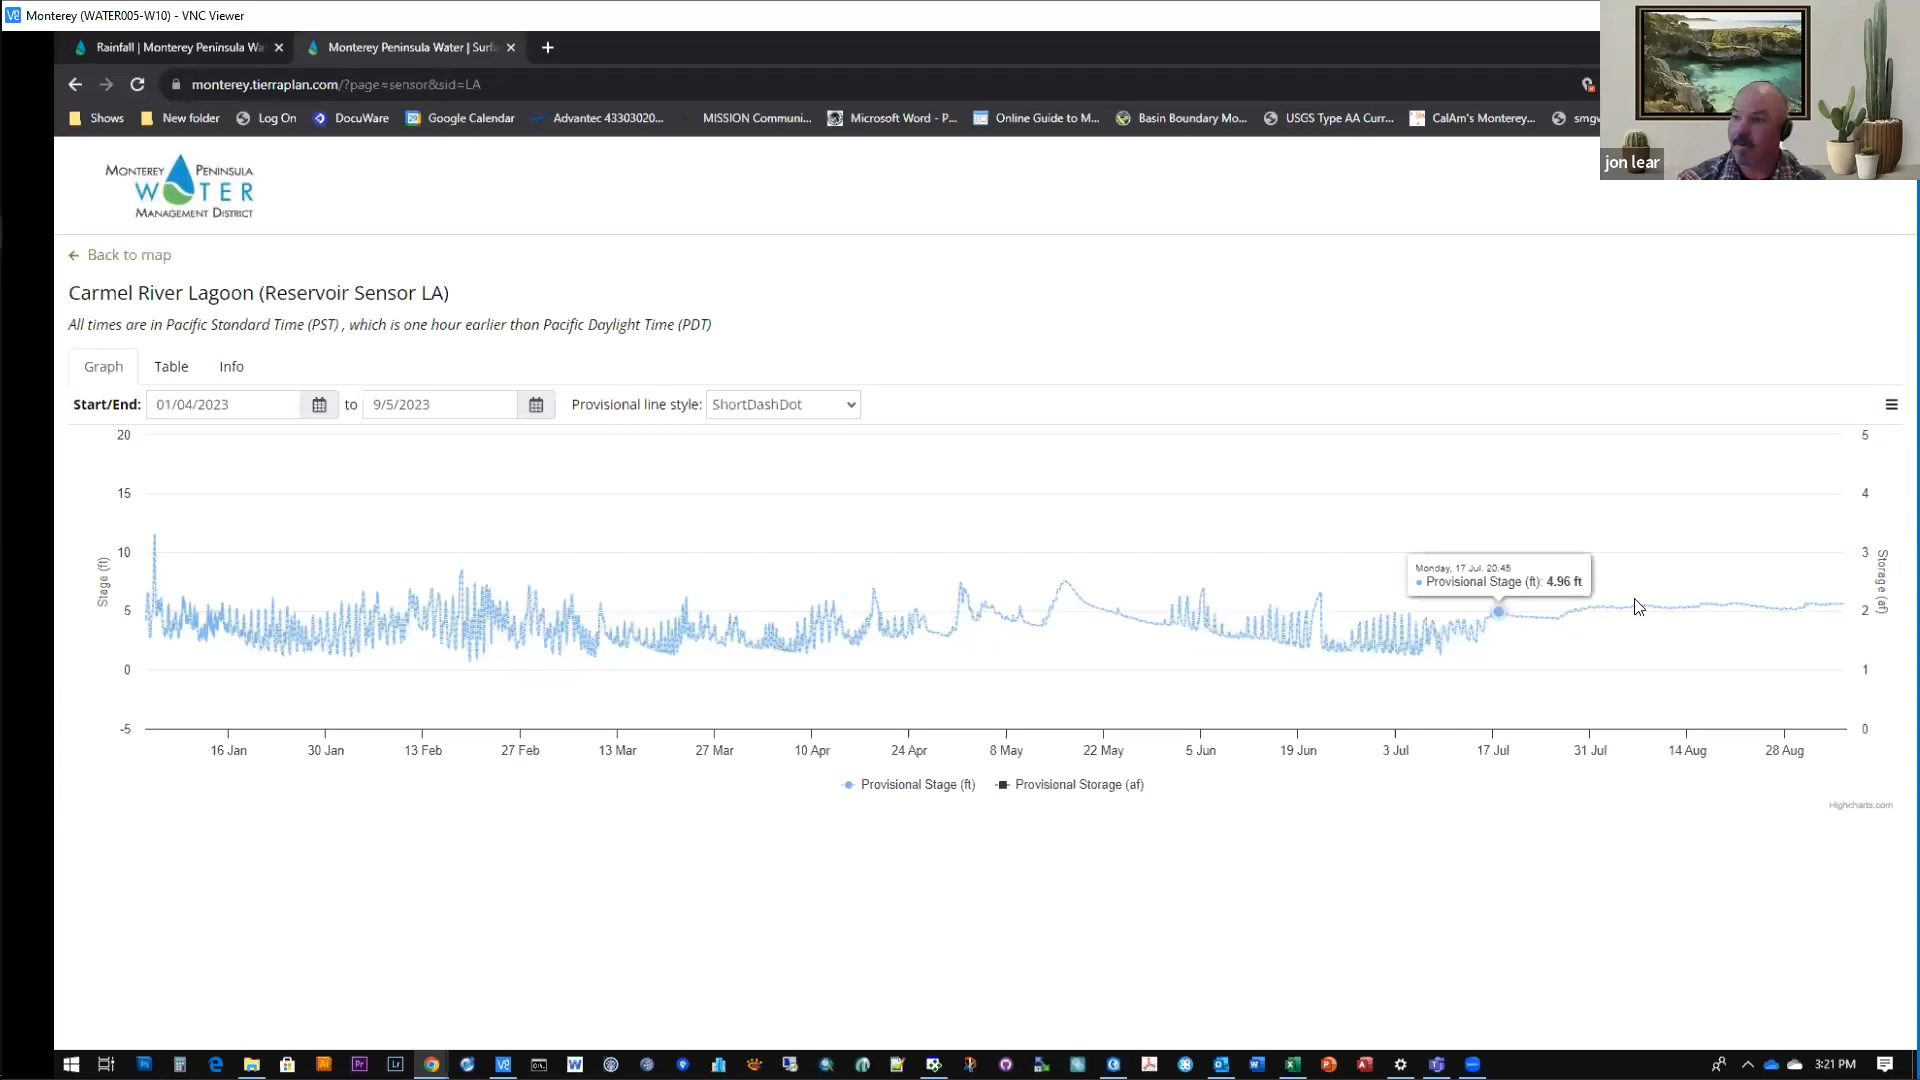 Monterey (WATER005-W10) - VNC Viewer
Rainfall | Monterey Peninsula Wa
Monterey Peninsula Water | Surf
monterey.tierraplan.com/?page=sensor&sid=LA
Shows
New folder
Log On
DocuWare
Google Calendar
Advantec 43303020...
MISSION Communi...
Microsoft Word - P...
Online Guide to M...
Basin Boundary Mo...
USGS Type AA Curr...
CalAm's Monterey...
smgw
jon lear
MONTEREY PENINSULA
WATER
MANAGEMENT DISTRICT
Back to map
Carmel River Lagoon (Reservoir Sensor LA)
All times are in Pacific Standard Time (PST) , which is one hour earlier than Pacific Daylight Time (PDT)
Graph Table Info
Start/End: 01/04/2023 to 9/5/2023 Provisional line style: ShortDashDot
20 5
15 4
10 3
5 2
0 1
-5 0
Stage (ft)
Storage (af)
Monday, 17 Jul, 20:45
Provisional Stage (ft): 4.96 ft
16 Jan 30 Jan 13 Feb 27 Feb 13 Mar 27 Mar 10 Apr 24 Apr 8 May 22 May 5 Jun 19 Jun 3 Jul 17 Jul 31 Jul 14 Aug 28 Aug
Provisional Stage (ft) Provisional Storage (af)
Highcharts.com
3:21 PM